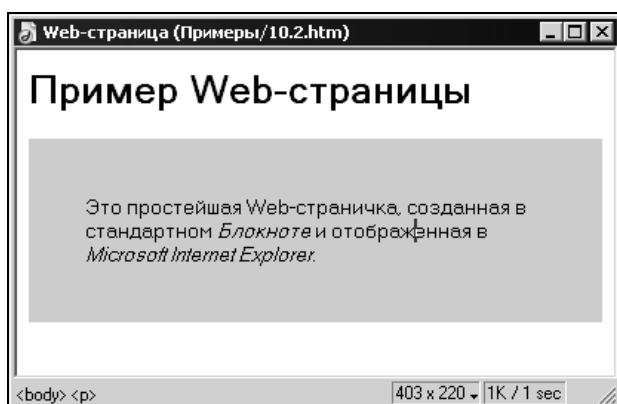 Web-страница (Примеры/10.2.htm)
Пример Web-страницы
Это простейшая Web-страничка, созданная в
стандартном Блокноте и отображенная в
Microsoft Internet Explorer.
<body> <p>
403 x 220
1K / 1 sec